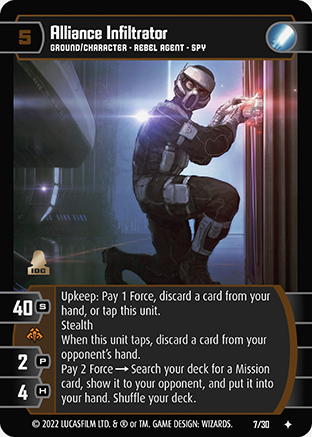 5
Alliance Infiltrator
GROUND/CHARACTER - REBEL AGENT - SPY
IDC
40 S
2 P
4 H
Upkeep: Pay 1 Force, discard a card from your
hand, or tap this unit.
Stealth
When this unit taps, discard a card from your
opponent's hand.
Pay 2 Force → Search your deck for a Mission
card, show it to your opponent, and put it into
your hand. Shuffle your deck.
© 2022 LUCASFILM LTD. & ® or TM. GAME DESIGN: WIZARDS.
7/30